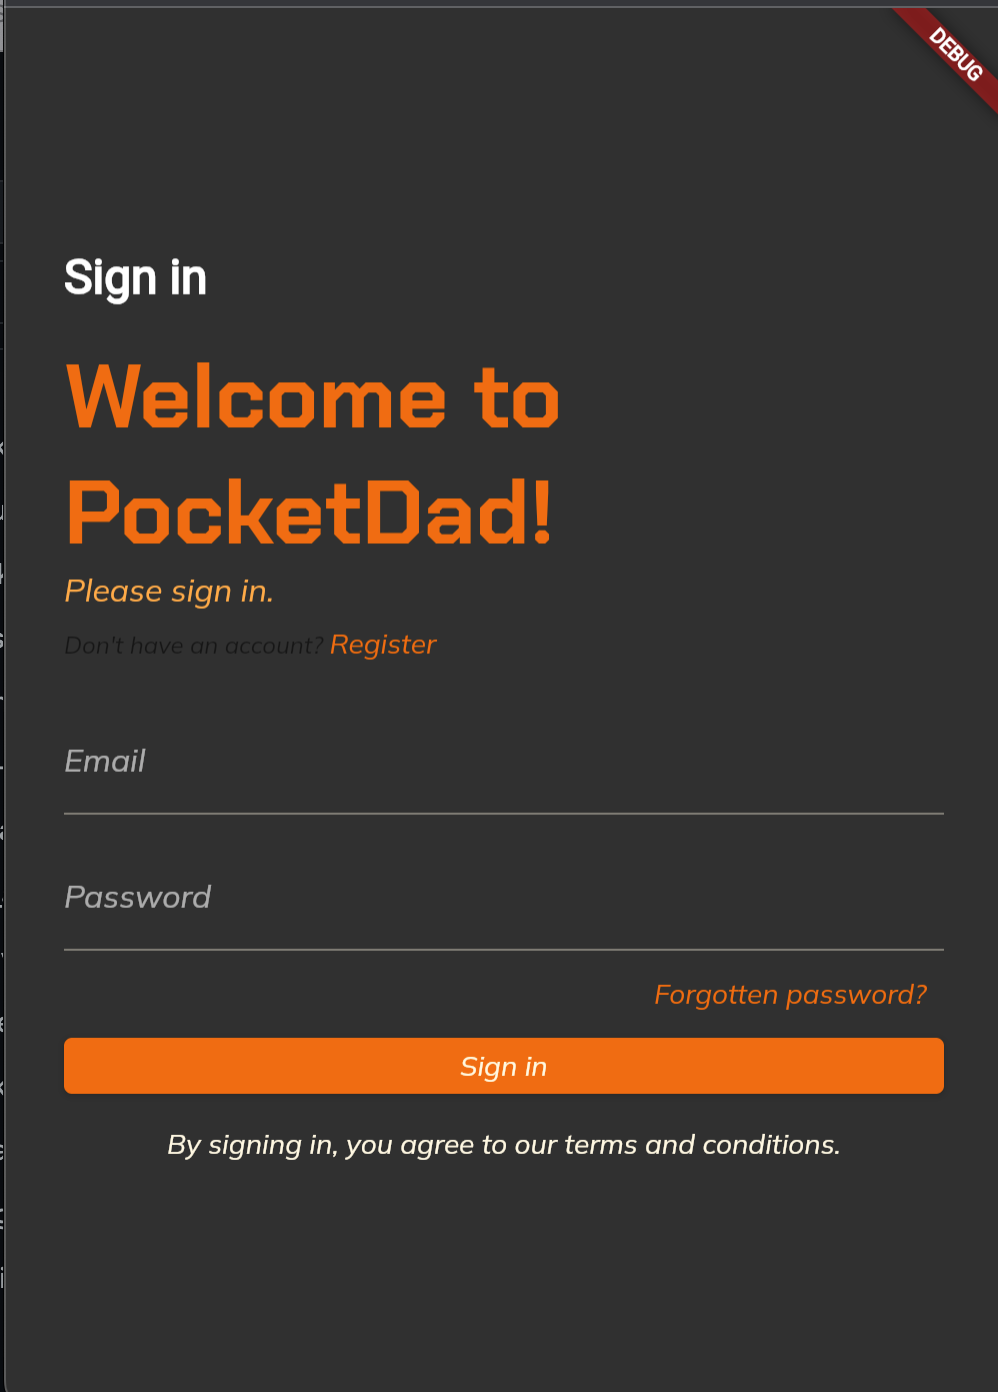 DEBUG
Sign in
Welcome to
PocketDad!
Please sign in.
Don't have an account? Register
Email
Password
Forgotten password?
Sign in
By signing in, you agree to our terms and conditions.